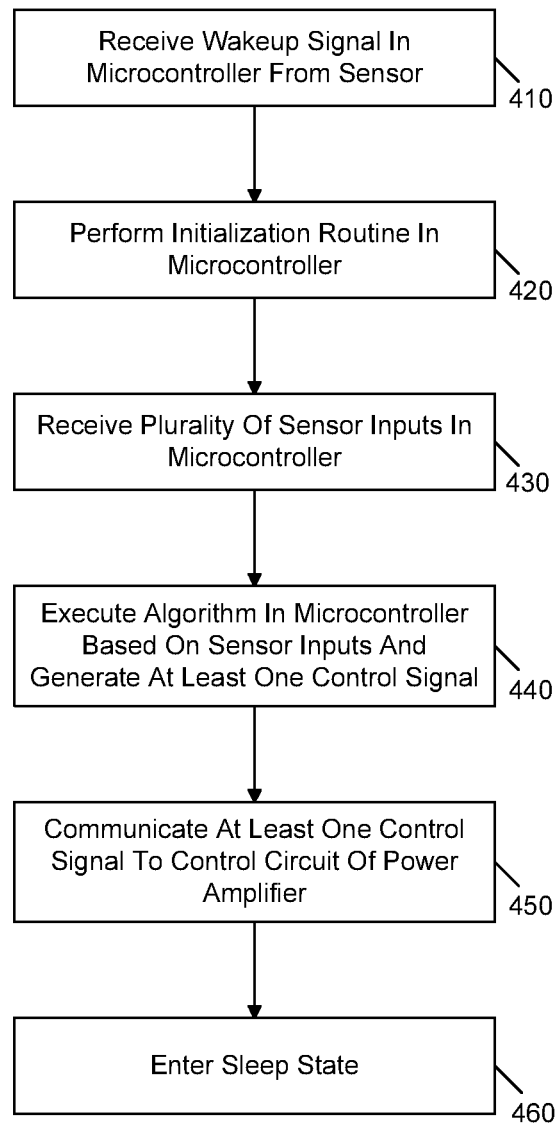 Receive Wakeup Signal In
Microcontroller From Sensor
410
Perform Initialization Routine In
Microcontroller
420
Receive Plurality Of Sensor Inputs In
Microcontroller
430
Execute Algorithm In Microcontroller
Based On Sensor Inputs And
Generate At Least One Control Signal
440
Communicate At Least One Control
Signal To Control Circuit Of Power
Amplifier
450
Enter Sleep State
460